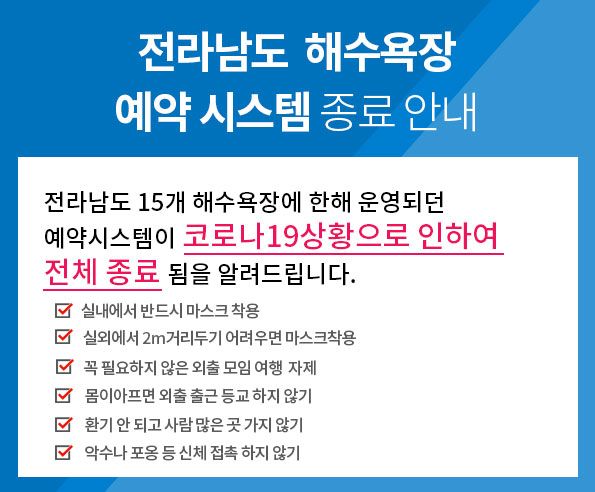 전라남도 해수욕장
예약 시스템 종료 안내
전라남도 15개 해수욕장에 한해 운영되던
예약시스템이 코로나19상황으로 인하여
전체 종료 됨을 알려드립니다.
실내에서 반드시 마스크 착용
실외에서 2m거리두기 어려우면 마스크착용
꼭 필요하지 않은 외출 모임 여행 자제
몸이아프면 외출 출근 등교 하지 않기
환기 안 되고 사람 많은 곳 가지 않기
악수나 포옹 등 신체 접촉 하지 않기